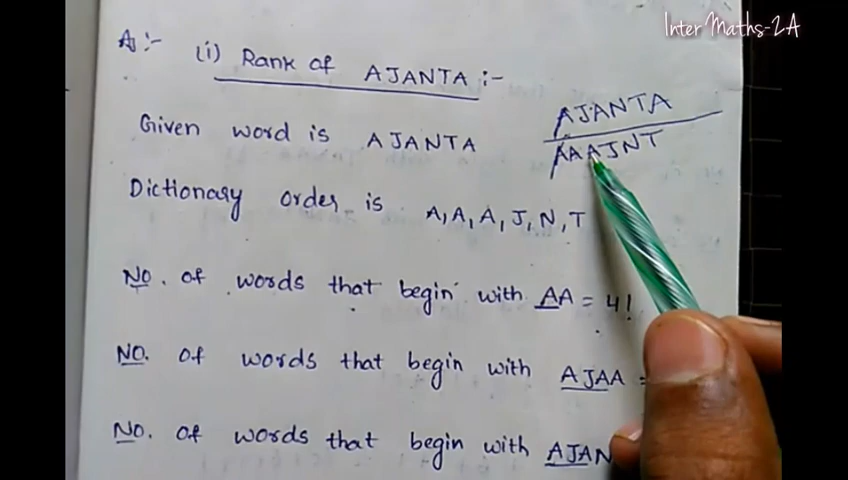 Inter Maths-2A
A:- (i) Rank of AJANTA :-
AJANTA
Given word is AJANTA
AAAJNT
Dictionary order is A, A, A, J, N, T
No. of words that begin with AA = 4!
No. of words that begin with AJAA =
No. of words that begin with AJAN